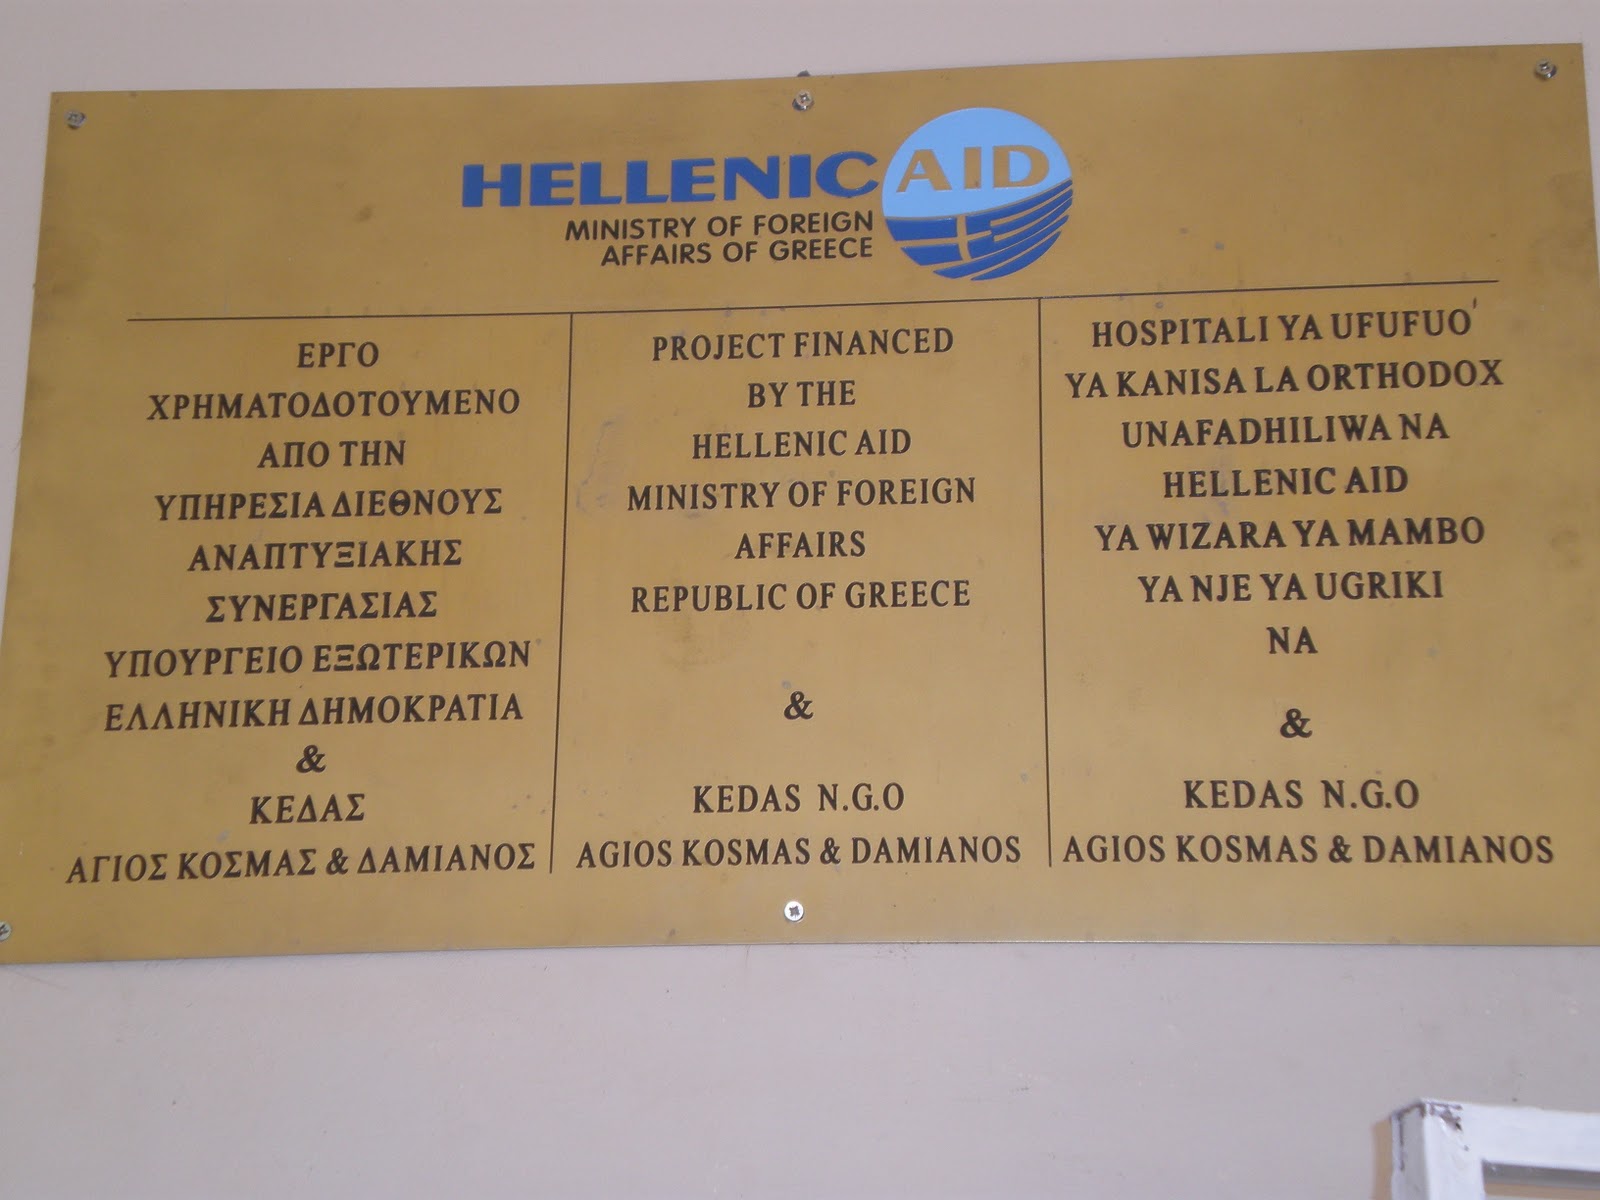 HELLENIC AID
MINISTRY OF FOREIGN
AFFAIRS OF GREECE
ΕΡΓΟ
ΧΡΗΜΑΤΟΔΟΤΟΥΜΕΝΟ
ΑΠΟ ΤΗΝ
ΥΠΗΡΕΣΙΑ ΔΙΕΘΝΟΥΣ
ΑΝΑΠΤΥΞΙΑΚΗΣ
ΣΥΝΕΡΓΑΣΙΑΣ
ΥΠΟΥΡΓΕΙΟ ΕΞΩΤΕΡΙΚΩΝ
ΕΛΛΗΝΙΚΗ ΔΗΜΟΚΡΑΤΙΑ
&
ΚΕΔΑΣ
ΑΓΙΟΣ ΚΟΣΜΑΣ & ΔΑΜΙΑΝΟΣ
PROJECT FINANCED
BY THE
HELLENIC AID
MINISTRY OF FOREIGN
AFFAIRS
REPUBLIC OF GREECE
&
KEDAS N.G.O
AGIOS KOSMAS & DAMIANOS
HOSPITALI YA UFUFUO'
YA KANISA LA ORTHODOX
UNAFADHILIWA NA
HELLENIC AID
YA WIZARA YA MAMBO
YA NJE YA UGRIKI
NA
&
KEDAS N.G.O
AGIOS KOSMAS & DAMIANOS